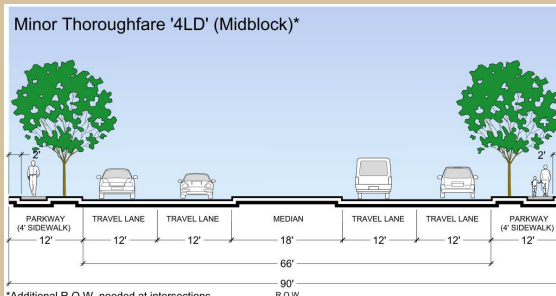 Minor Thoroughfare '4LD' (Midblock)*
2'
2'
PARKWAY
(4' SIDEWALK)
TRAVEL LANE
TRAVEL LANE
MEDIAN
TRAVEL LANE
TRAVEL LANE
PARKWAY
(4' SIDEWALK)
12'
12'
12'
18'
12'
12'
12'
66'
90'
R.O.W.
*Additional R.O.W. needed at intersections